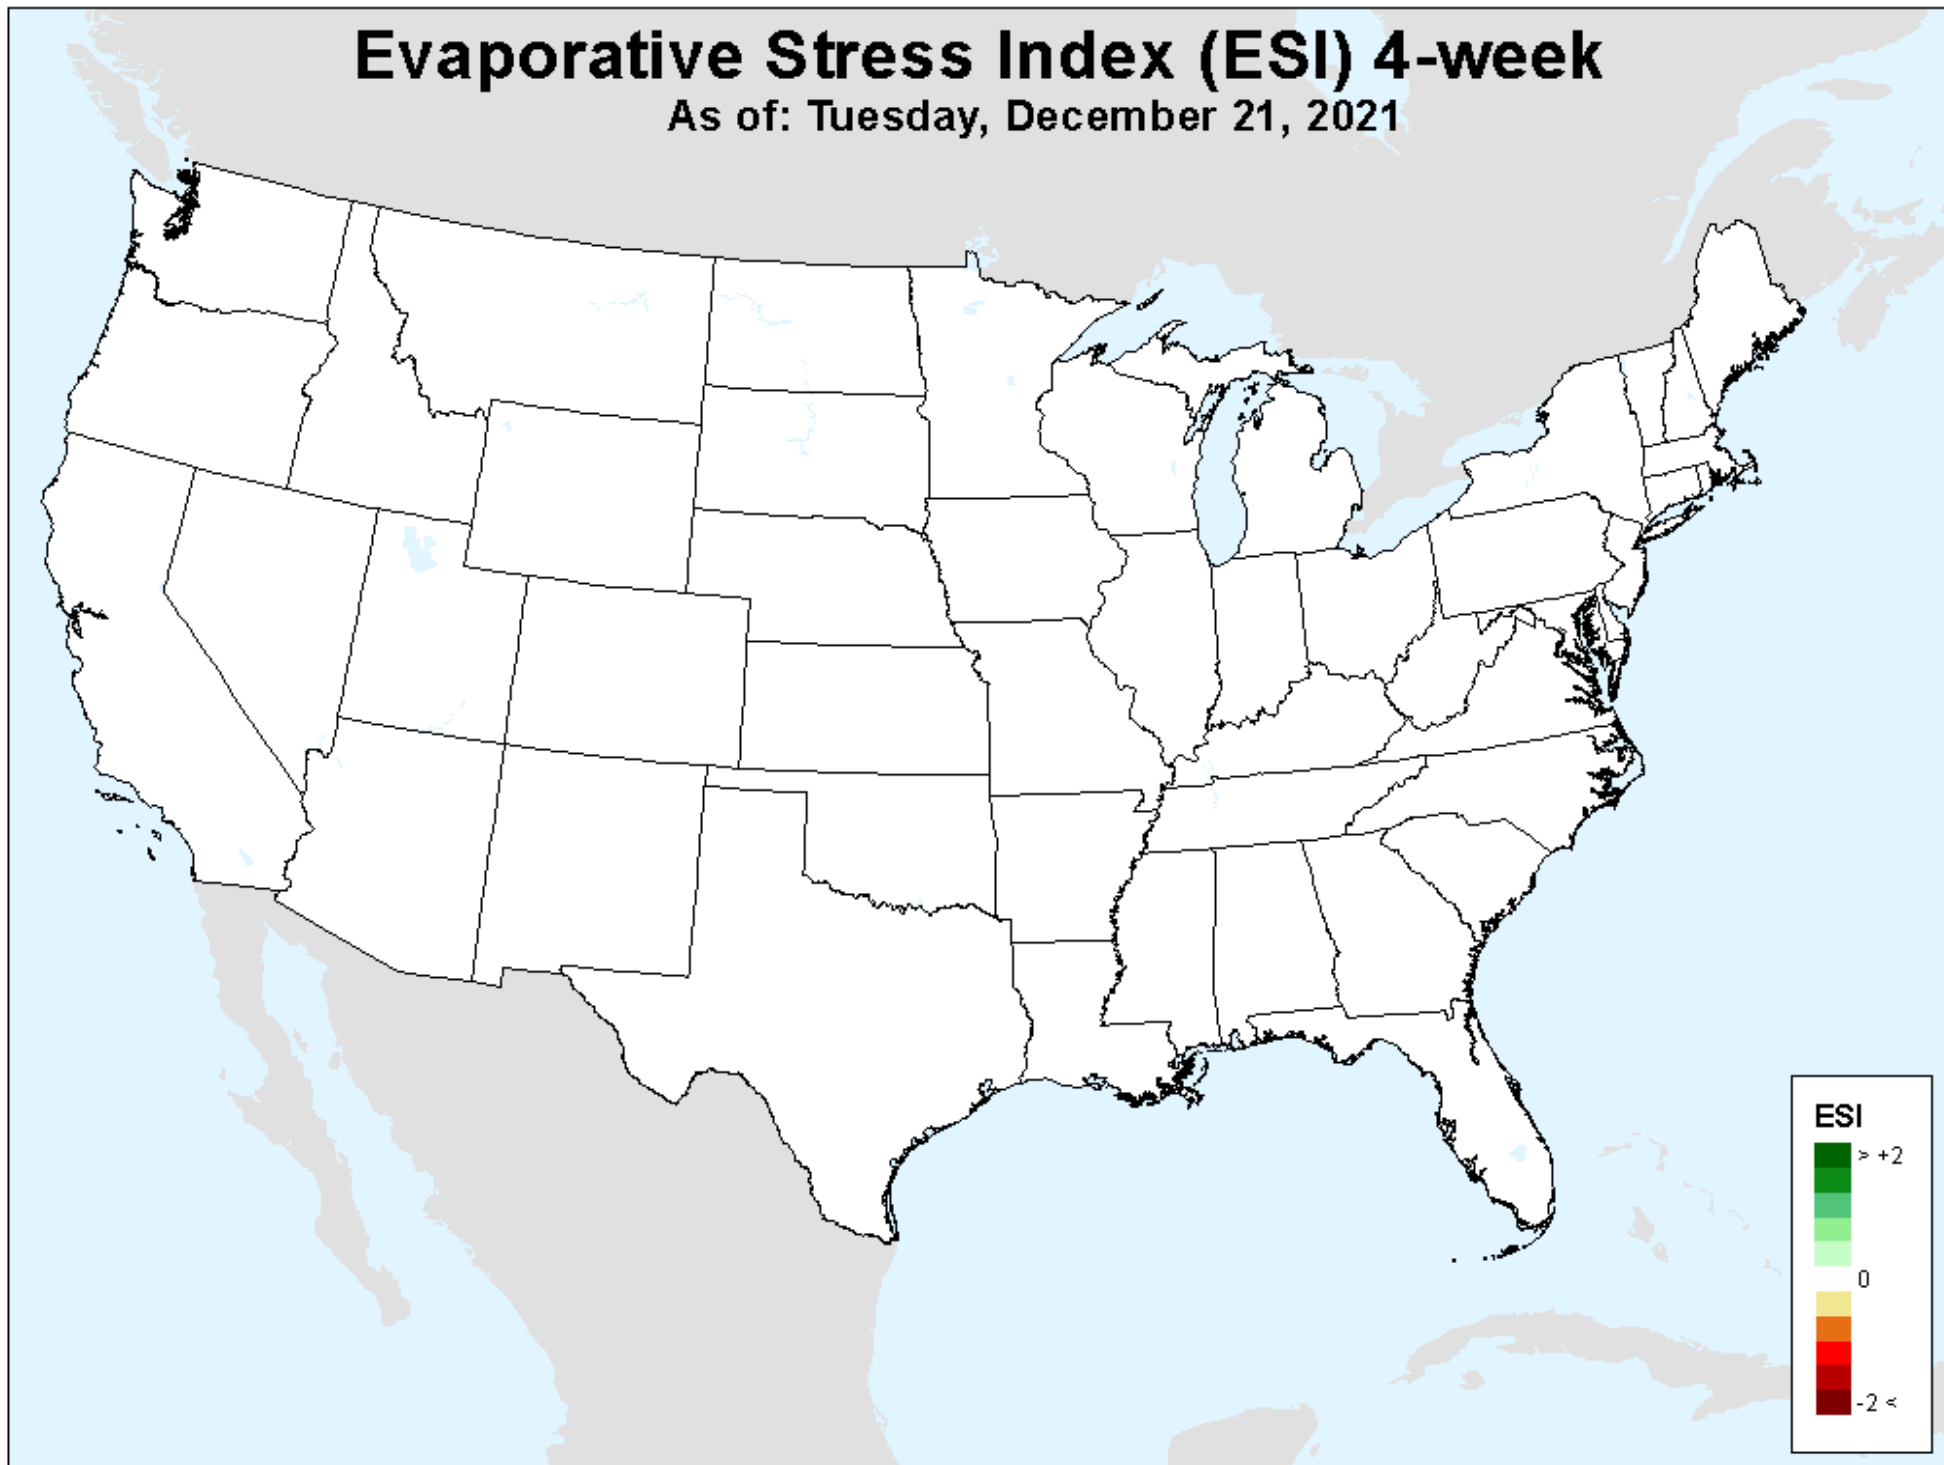 Evaporative Stress Index (ESI) 4-week
As of: Tuesday, December 21, 2021
ESI
> +2
0
-2 <